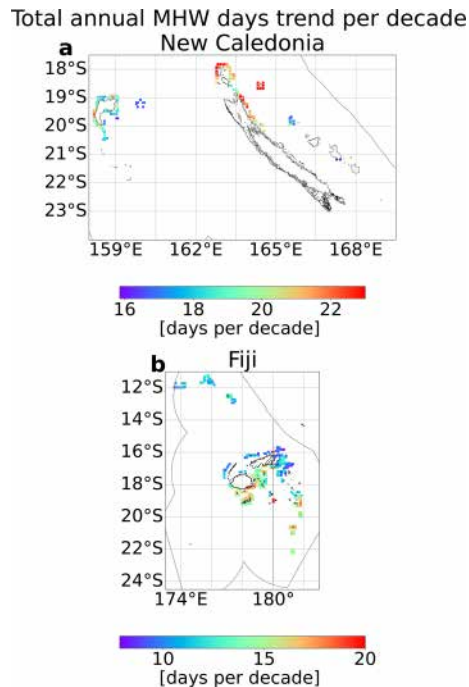 Total annual MHW days trend per decade
a New Caledonia
18°S
19°S
20°S
21°S
22°S
23°S
159°E 162°E 165°E 168°E
16 18 20 22
[days per decade]
b Fiji
12°S
14°S
16°S
18°S
20°S
22°S
24°S
174°E 180°
10 15 20
[days per decade]